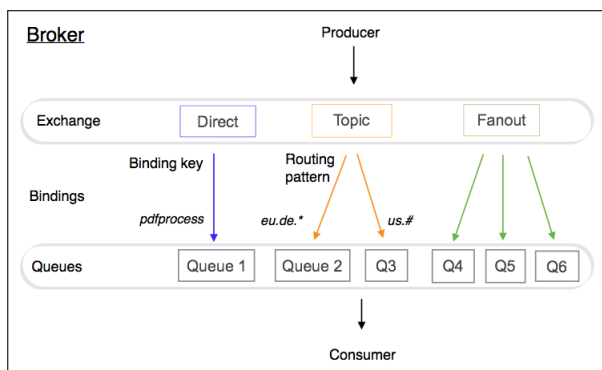 Broker
Producer
Exchange
Direct
Topic
Fanout
Binding key
Routing
pattern
Bindings
pdfprocess
eu.de.*
us.#
Queues
Queue 1
Queue 2
Q3
Q4
Q5
Q6
Consumer